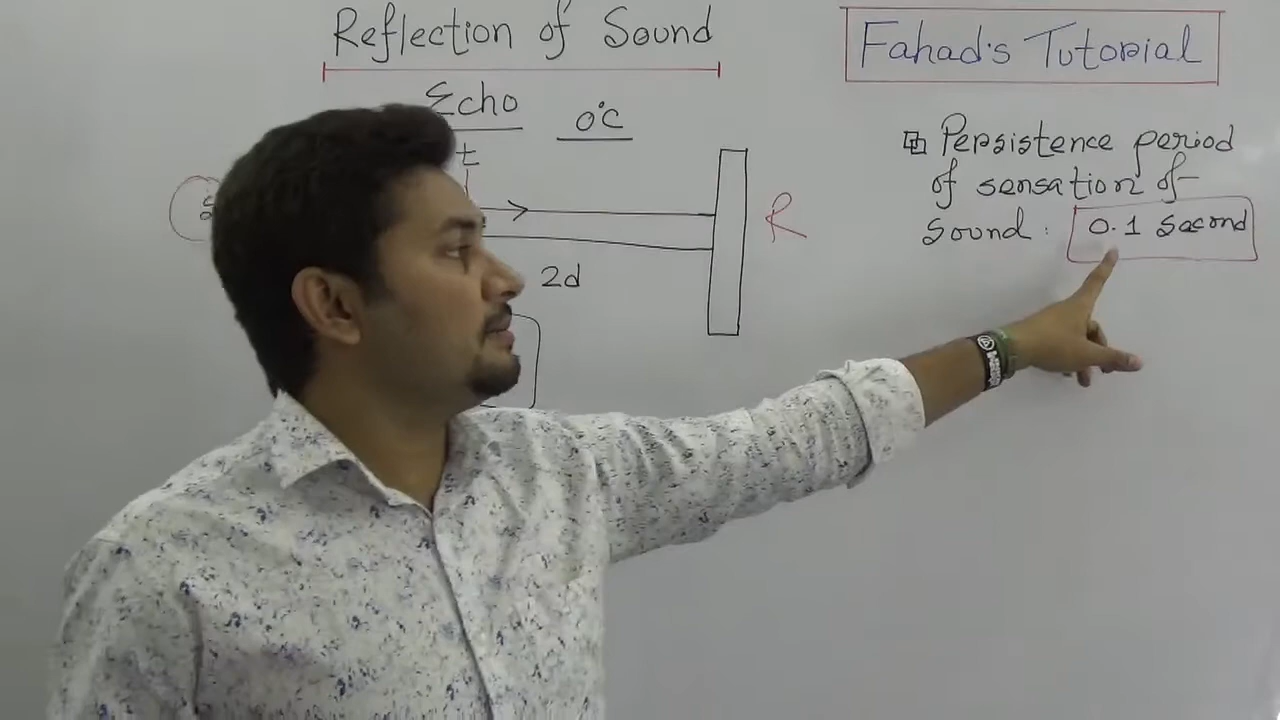 Reflection of Sound
Fahad's Tutorial
Echo
0°C
t
R
2d
Persistence period
of sensation of
Sound : 0.1 Second